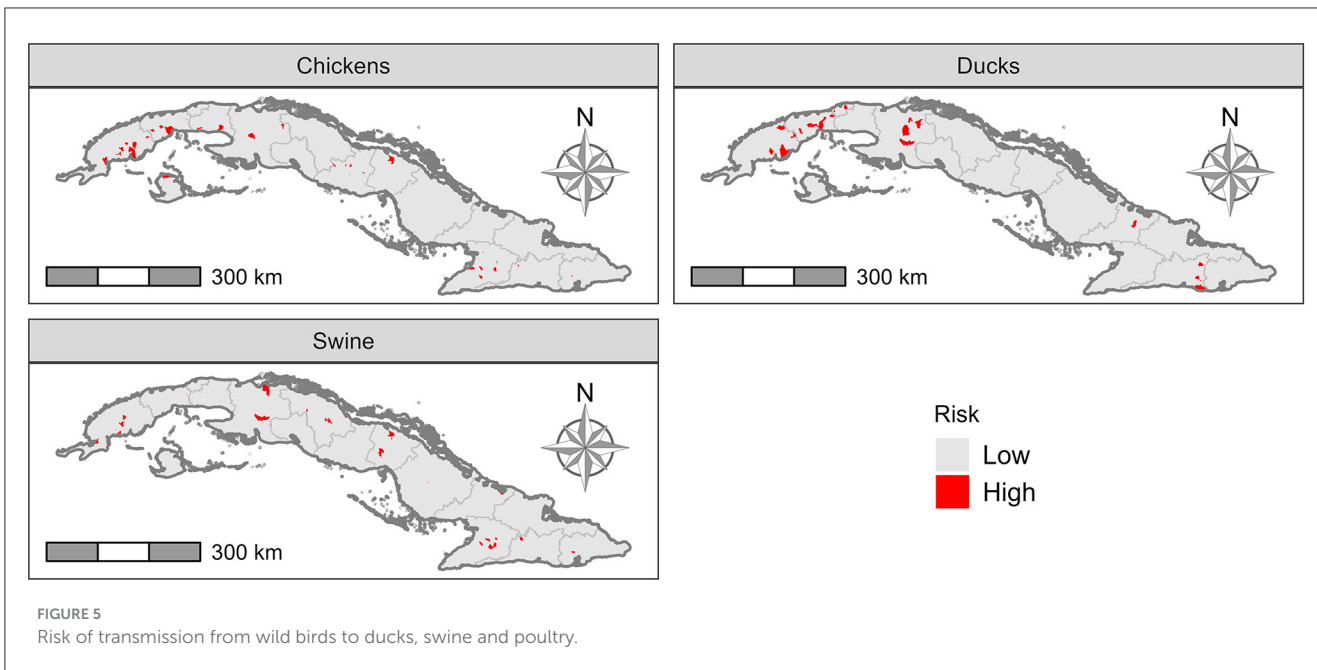 Chickens
N
300 km
Ducks
N
300 km
Swine
N
300 km
Risk
Low
High
FIGURE 5
Risk of transmission from wild birds to ducks, swine and poultry.